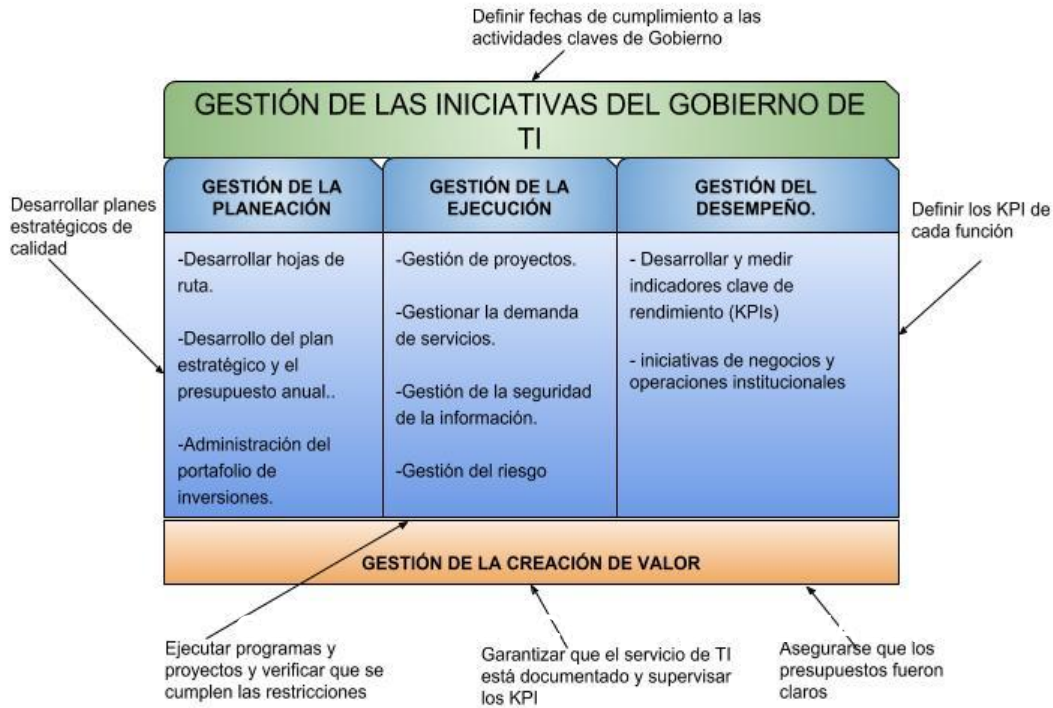 Definir fechas de cumplimiento a las
actividades claves de Gobierno
GESTIÓN DE LAS INICIATIVAS DEL GOBIERNO DE
TI
Desarrollar planes
estratégicos de
calidad
GESTIÓN DE LA
PLANEACIÓN
-Desarrollar hojas de
ruta.
-Desarrollo del plan
estratégico y el
presupuesto anual..
-Administración del
portafolio de
inversiones.
GESTIÓN DE LA
EJECUCIÓN
-Gestión de proyectos.
-Gestionar la demanda
de servicios.
-Gestión de la seguridad
de la información.
-Gestión del riesgo
GESTIÓN DEL
DESEMPEÑO.
- Desarrollar y medir
indicadores clave de
rendimiento (KPIs)
- iniciativas de negocios y
operaciones institucionales
Definir los KPI de
cada función
GESTIÓN DE LA CREACIÓN DE VALOR
Ejecutar programas y
proyectos y verificar que se
cumplen las restricciones
Garantizar que el servicio de TI
está documentado y supervisar
los KPI
Asegurarse que los
presupuestos fueron
claros